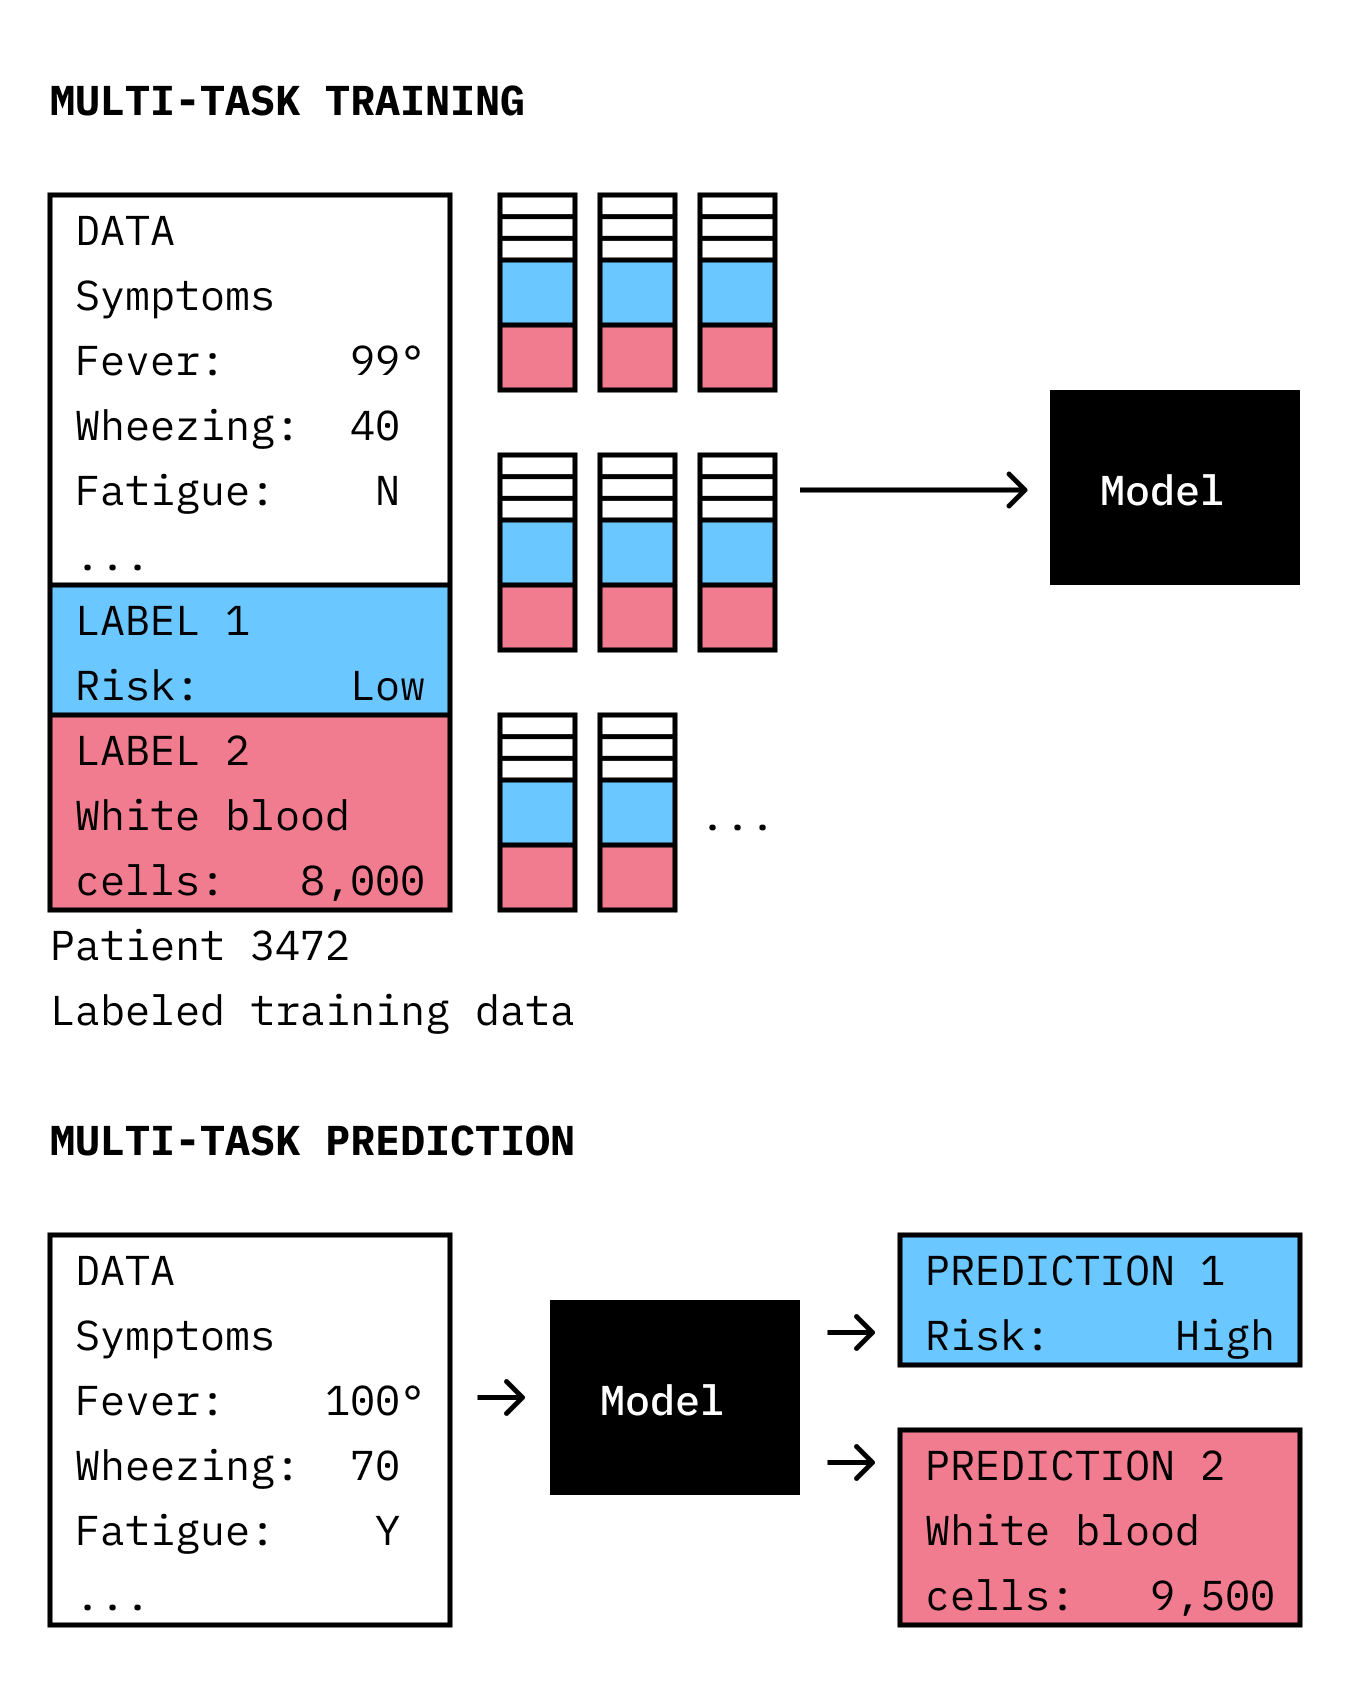 MULTI-TASK TRAINING
DATA
Symptoms
Fever: 99°
Wheezing: 40
Fatigue: N
...
LABEL 1
Risk: Low
LABEL 2
White blood
cells: 8,000
...
Patient 3472
Labeled training data
Model
MULTI-TASK PREDICTION
DATA
Symptoms
Fever: 100°
Wheezing: 70
Fatigue: Y
...
Model
PREDICTION 1
Risk: High
PREDICTION 2
White blood
cells: 9,500